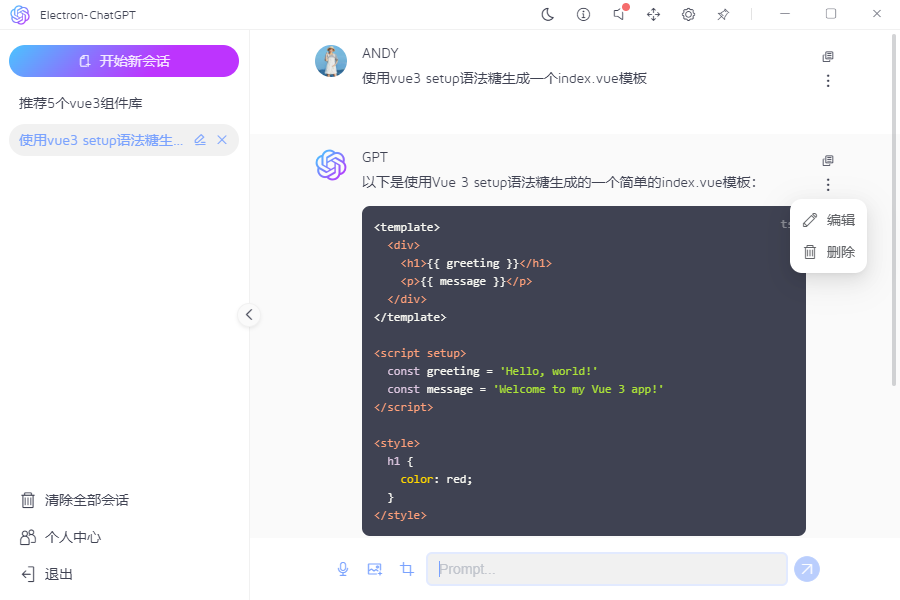 Electron-ChatGPT
开始新会话
推荐5个vue3组件库
使用vue3 setup语法糖生...
清除全部会话
个人中心
退出
ANDY
使用vue3 setup语法糖生成一个index.vue模板
GPT
以下是使用Vue 3 setup语法糖生成的一个简单的index.vue模板：
<template>
  <div>
    <h1>{{ greeting }}</h1>
    <p>{{ message }}</p>
  </div>
</template>

<script setup>
  const greeting = 'Hello, world!'
  const message = 'Welcome to my Vue 3 app!'
</script>

<style>
  h1 {
    color: red;
  }
</style>
编辑
删除
Prompt...